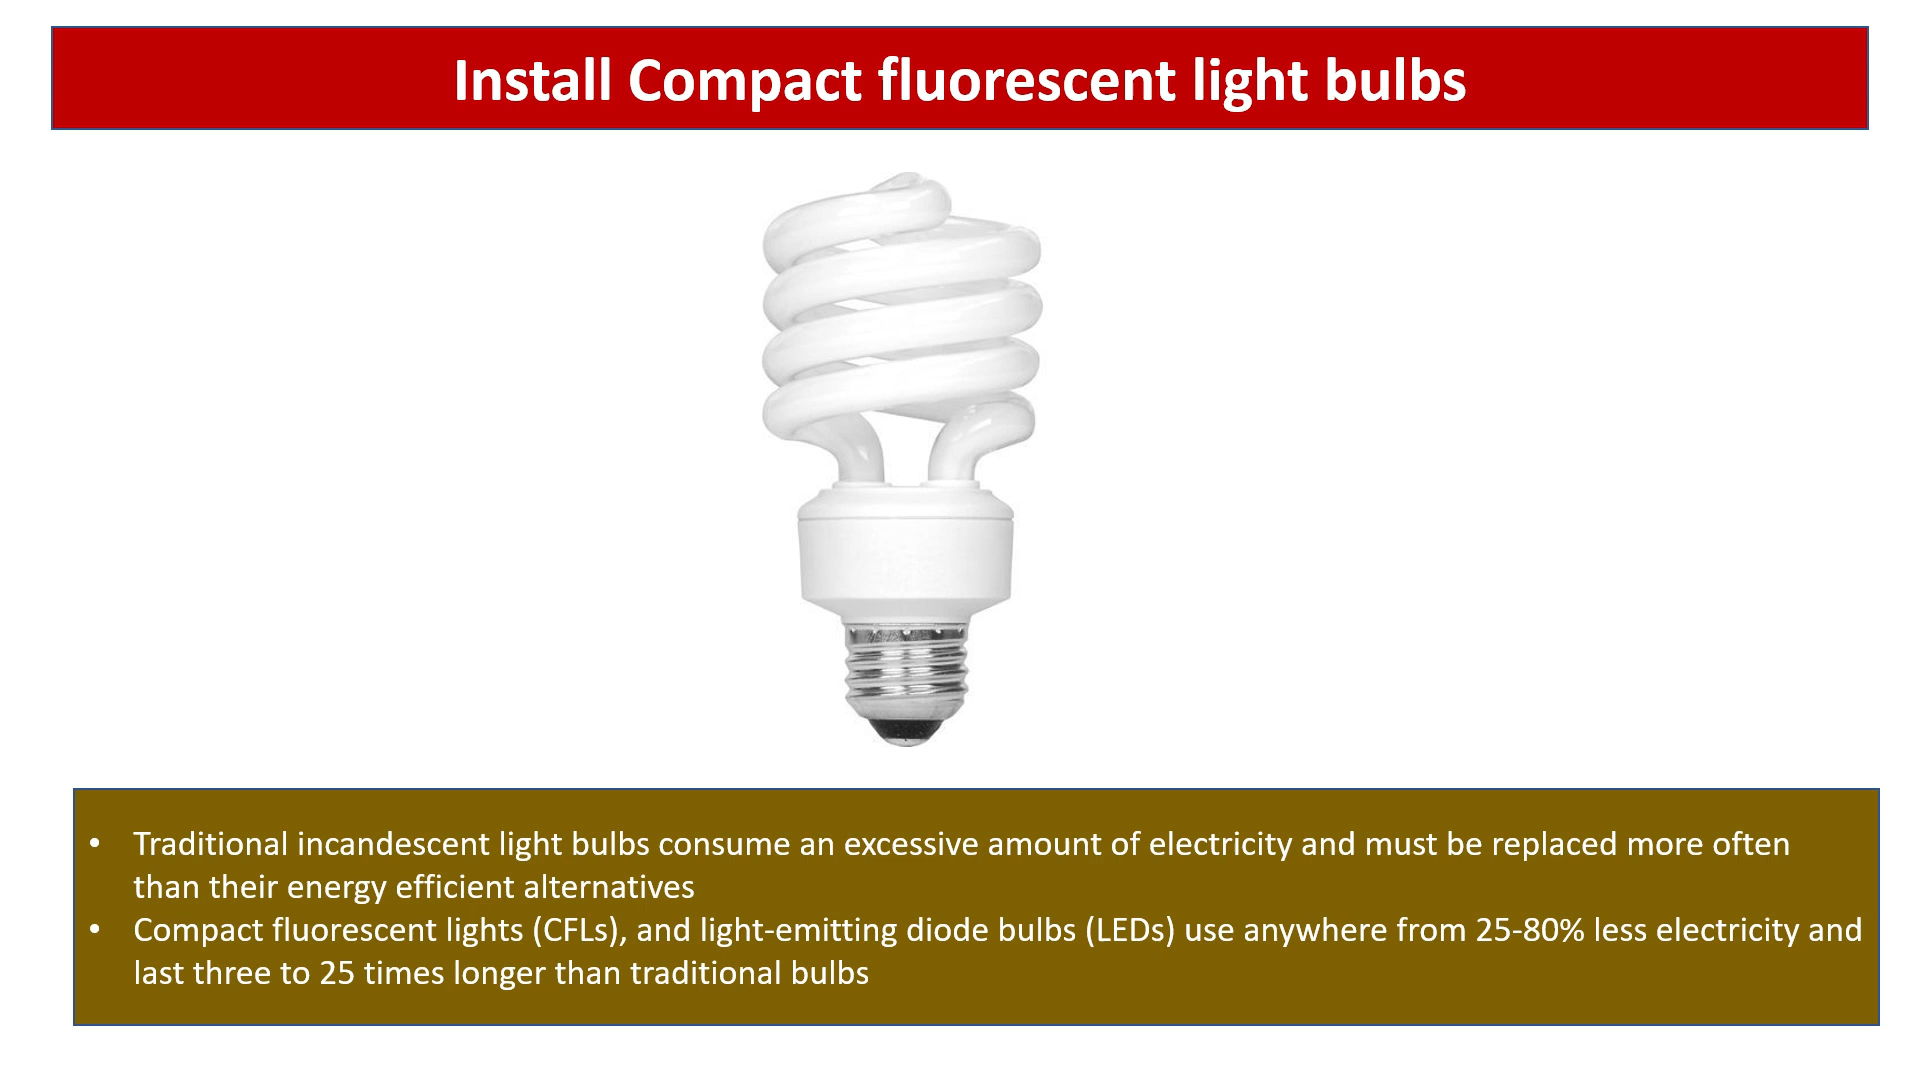 Install Compact fluorescent light bulbs
• Traditional incandescent light bulbs consume an excessive amount of electricity and must be replaced more often
than their energy efficient alternatives
• Compact fluorescent lights (CFLs), and light-emitting diode bulbs (LEDs) use anywhere from 25-80% less electricity and
last three to 25 times longer than traditional bulbs